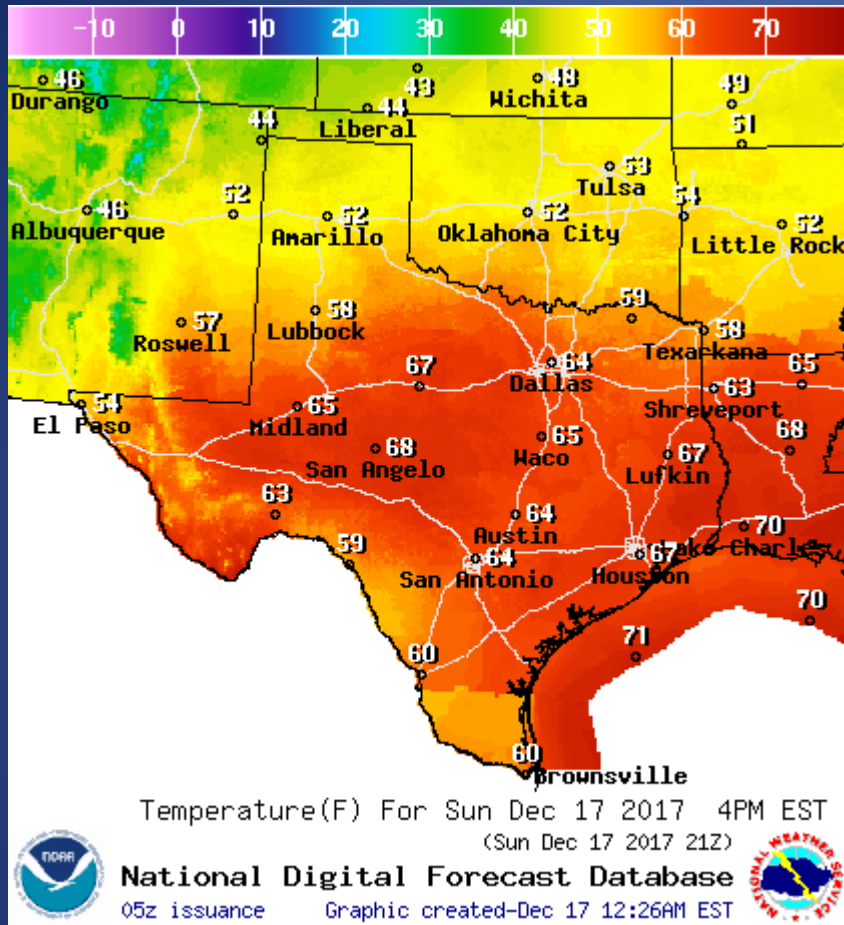 -10 0 10 20 30 40 50 60 70
46 43 48 49
Durango 44 Wichita
Liberal
44 51
53
Tulsa
46 52 52 52 54 52
Albuquerque Amarillo Oklahoma City Little Rock
57 58 59 58
Roswell Lubbock Texarkana
67 64 65
Dallas
54 65 63
El Paso Midland Shreveport
68 65 67 68
San Angelo Waco Lufkin
63 64 70
Austin Lake Charles
59 64 67
San Antonio Houston
70
71
60
60
Brownsville
Temperature(F) For Sun Dec 17 2017 4PM EST
(Sun Dec 17 2017 21Z)
noaa
NATIONAL WEATHER SERVICE
National Digital Forecast Database
05z issuance Graphic created-Dec 17 12:26AM EST